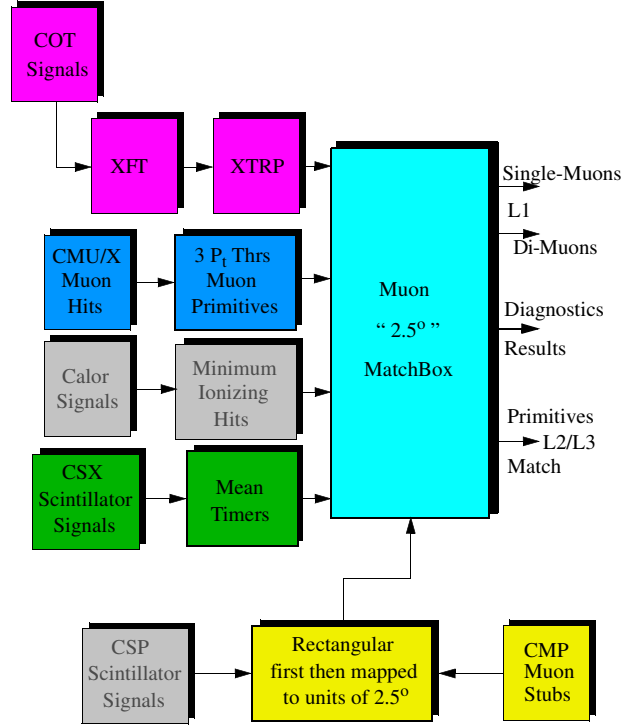 COT
Signals
XFT
XTRP
Single-Muons
L1
Di-Muons
CMU/X
Muon
Hits
3 Pt Thrs
Muon
Primitives
Muon
“ 2.5o ”
MatchBox
Diagnostics
Results
Calor
Signals
Minimum
Ionizing
Hits
Primitives
L2/L3
Match
CSX
Scintillator
Signals
Mean
Timers
CSP
Scintillator
Signals
Rectangular
first then mapped
to units of 2.5o
CMP
Muon
Stubs